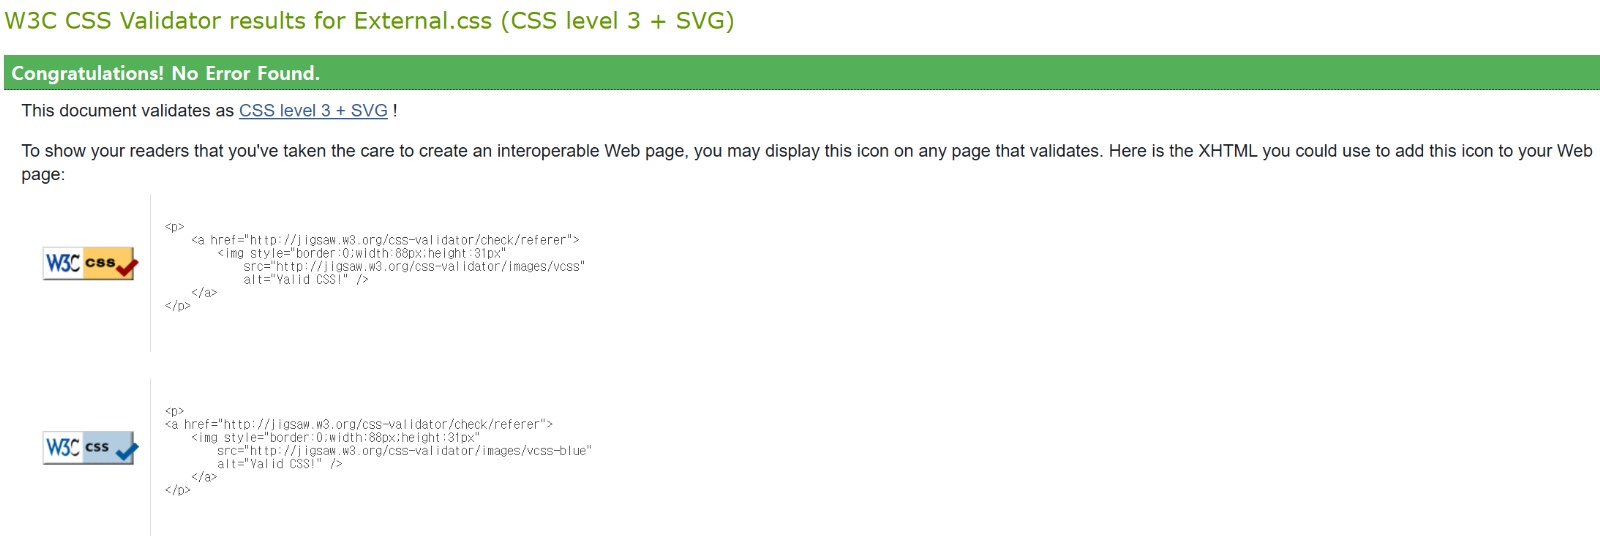 W3C CSS Validator results for External.css (CSS level 3 + SVG)
Congratulations! No Error Found.
This document validates as CSS level 3 + SVG !
To show your readers that you've taken the care to create an interoperable Web page, you may display this icon on any page that validates. Here is the XHTML you could use to add this icon to your Web
page:
<p>
<a href="http://jigsaw.w3.org/css-validator/check/referer">
<img style="border:0;width:88px;height:31px"
W3C css
src="http://jigsaw.w3.org/css-validator/images/vcss"
alt="Valid CSS!" />
</a>
</p>
<p>
<a href="http://jigsaw.w3.org/css-validator/check/referer">
<img style="border:0;width:88px;height:31px"
W3C css
src="http://jigsaw.w3.org/css-validator/images/vcss-blue"
alt="Valid CSS!" />
</a>
</p>